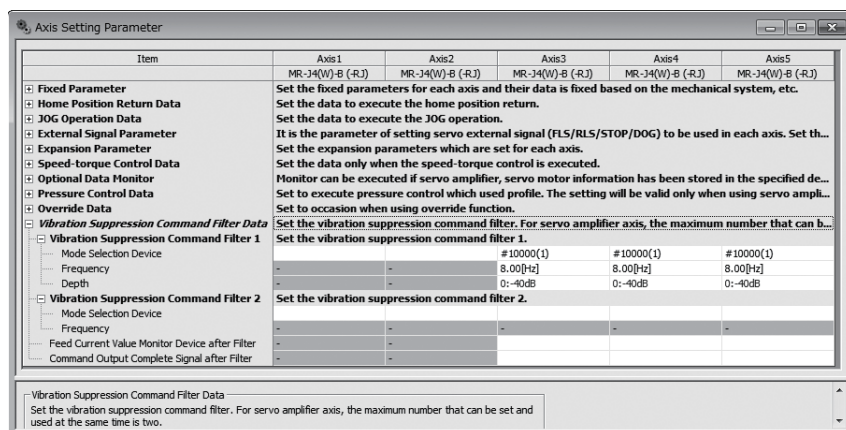 Axis Setting Parameter
Item Axis1 Axis2 Axis3 Axis4 Axis5
MR-J4(W)-B (-RJ) MR-J4(W)-B (-RJ) MR-J4(W)-B (-RJ) MR-J4(W)-B (-RJ) MR-J4(W)-B (-RJ)
Fixed Parameter Set the fixed parameters for each axis and their data is fixed based on the mechanical system, etc.
Home Position Return Data Set the data to execute the home position return.
JOG Operation Data Set the data to execute the JOG operation.
External Signal Parameter It is the parameter of setting servo external signal (FLS/RLS/STOP/DOG) to be used in each axis. Set th...
Expansion Parameter Set the expansion parameters which are set for each axis.
Speed-torque Control Data Set the data only when the speed-torque control is executed.
Optional Data Monitor Monitor can be executed if servo amplifier, servo motor information has been stored in the specified de...
Pressure Control Data Set to execute pressure control which used profile. The setting will be valid only when using servo ampli...
Override Data Set to occasion when using override function.
Vibration Suppression Command Filter Data Set the vibration suppression command filter. For servo amplifier axis, the maximum number that can b...
Vibration Suppression Command Filter 1 Set the vibration suppression command filter 1.
Mode Selection Device #10000(1) #10000(1) #10000(1)
Frequency - - 8.00[Hz] 8.00[Hz] 8.00[Hz]
Depth - - 0:-40dB 0:-40dB 0:-40dB
Vibration Suppression Command Filter 2 Set the vibration suppression command filter 2.
Mode Selection Device
Frequency - - - - -
Feed Current Value Monitor Device after Filter - -
Command Output Complete Signal after Filter - -
Vibration Suppression Command Filter Data
Set the vibration suppression command filter. For servo amplifier axis, the maximum number that can be set and
used at the same time is two.